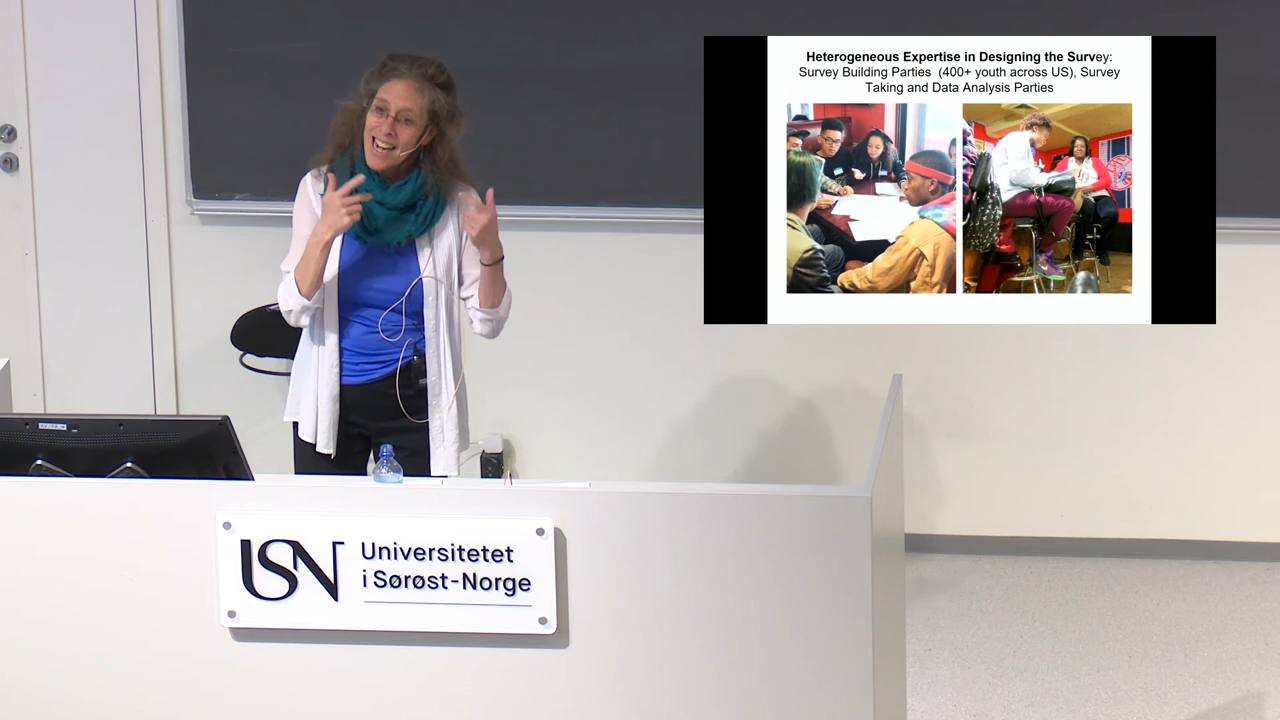 Heterogeneous Expertise in Designing the Survey:
Survey Building Parties (400+ youth across US), Survey
Taking and Data Analysis Parties
USN
Universitetet
i Sørøst-Norge